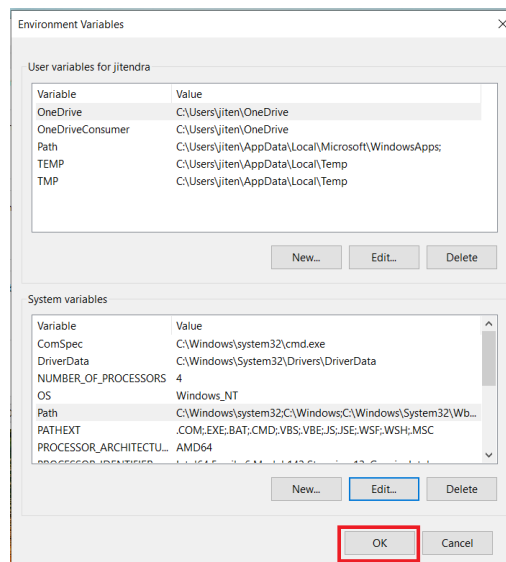 Environment Variables
User variables for jitendra
Variable Value
OneDrive C:\Users\jiten\OneDrive
OneDriveConsumer C:\Users\jiten\OneDrive
Path C:\Users\jiten\AppData\Local\Microsoft\WindowsApps;
TEMP C:\Users\jiten\AppData\Local\Temp
TMP C:\Users\jiten\AppData\Local\Temp
New... Edit... Delete
System variables
Variable Value
ComSpec C:\Windows\system32\cmd.exe
DriverData C:\Windows\System32\Drivers\DriverData
NUMBER_OF_PROCESSORS 4
OS Windows_NT
Path C:\Windows\system32;C:\Windows;C:\Windows\System32\Wb...
PATHEXT .COM;.EXE;.BAT;.CMD;.VBS;.VBE;.JS;.JSE;.WSF;.WSH;.MSC
PROCESSOR_ARCHITECTU... AMD64
New... Edit... Delete
OK Cancel